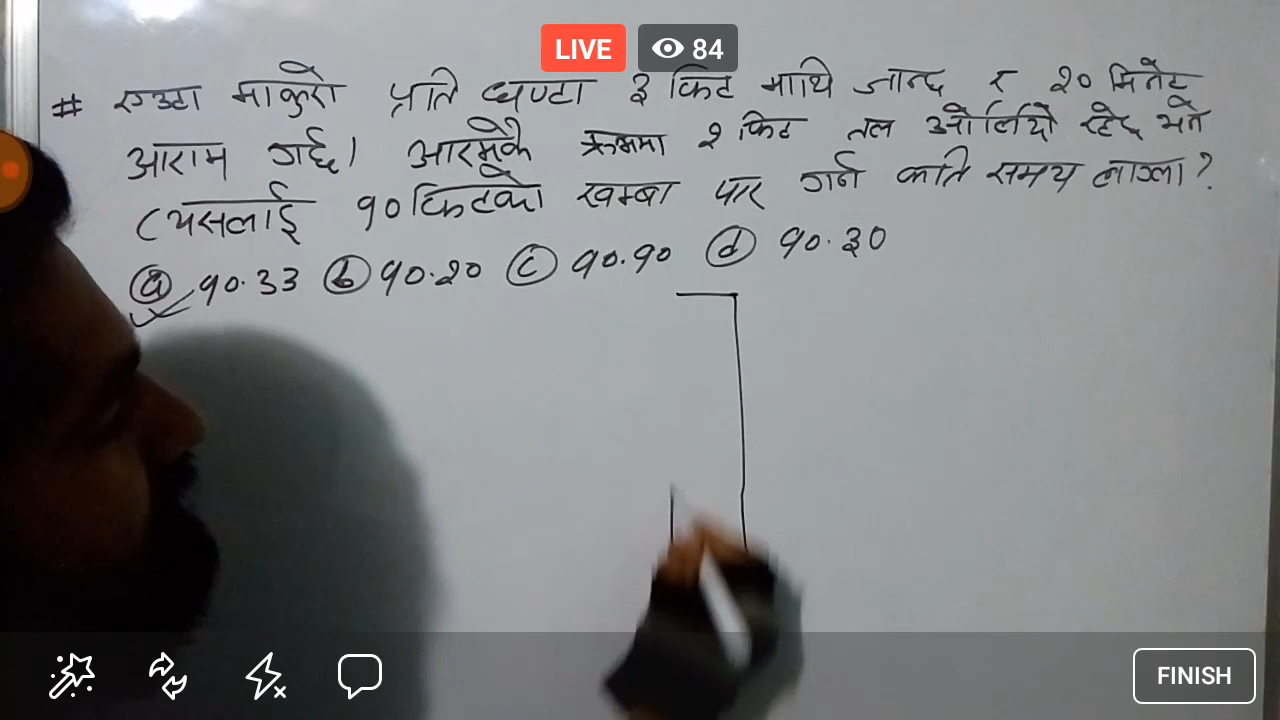 LIVE 84
# एउटा माकुरो प्रति घण्टा ३ फिट माथि जान्छ र २० मिनेट
आराम गर्छ। आरामकै क्रममा २ फिट तल ओर्लियो रहेछ भने
त्यसलाई १० फिटको खम्बा पार गर्न कति समय लाग्ला?
(a) १०.३३ (b) १०.२० (c) १०.१० (d) १०.३०
FINISH